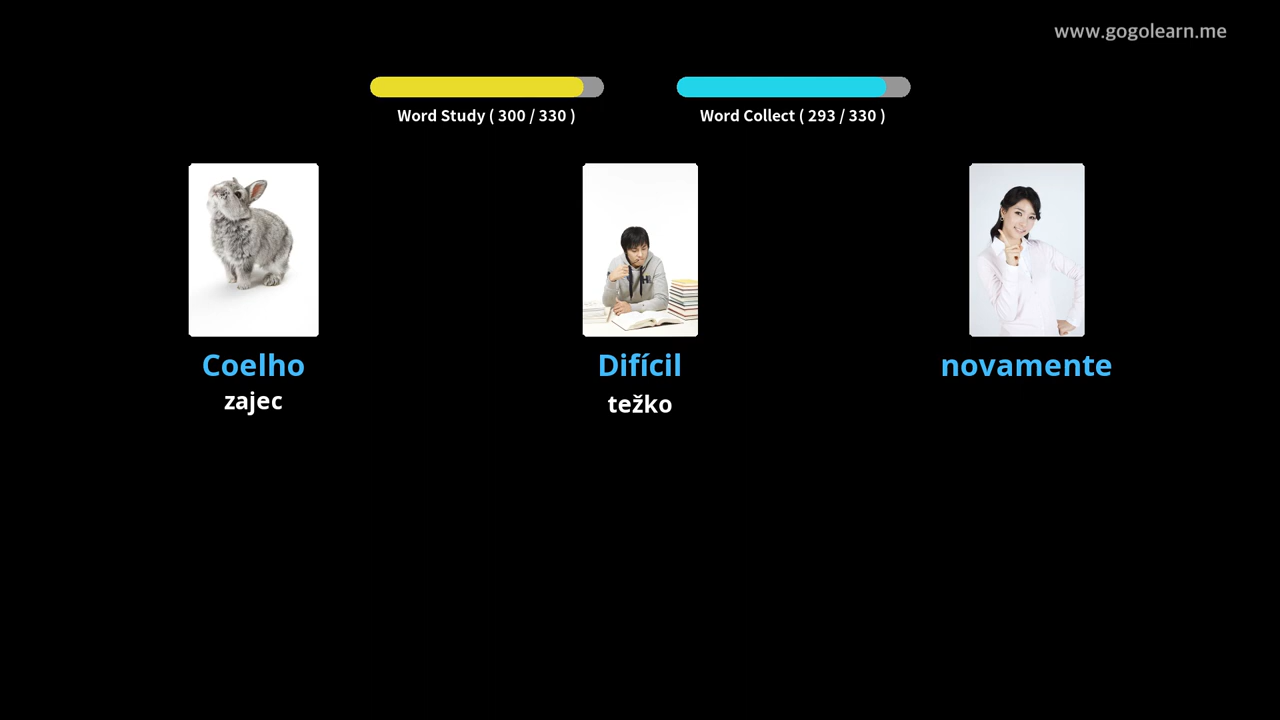 www.gogolearn.me
Word Study ( 300 / 330 )
Word Collect ( 293 / 330 )
Coelho
zajec
Difícil
težko
novamente